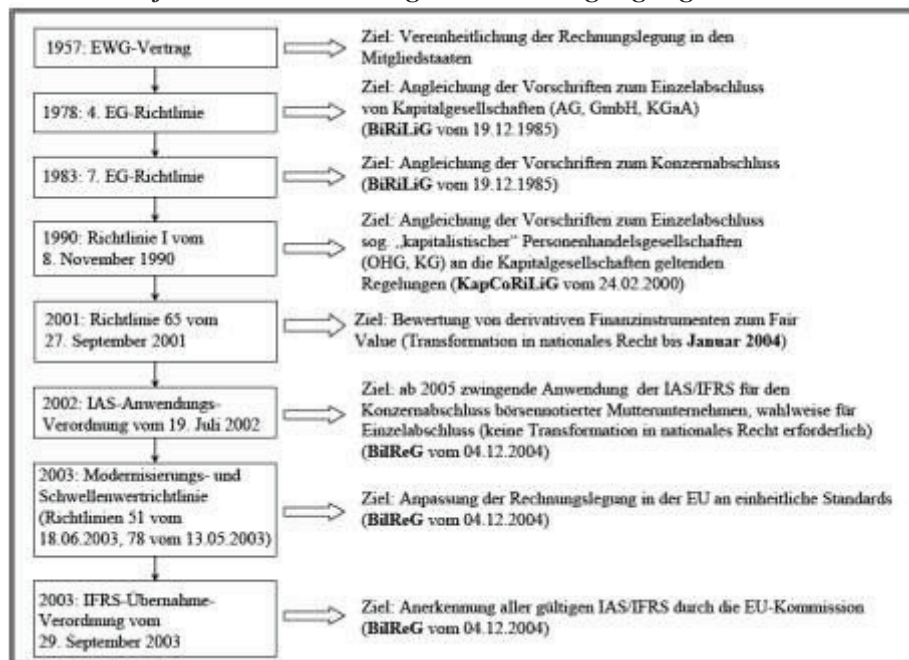 1957: EWG-Vertrag
Ziel: Vereinheitlichung der Rechnungslegung in den
Mitgliedstaaten
1978: 4. EG-Richtlinie
Ziel: Angleichung der Vorschriften zum Einzelabschluss
von Kapitalgesellschaften (AG, GmbH, KGaA)
(BiRiLiG vom 19.12.1985)
1983: 7. EG-Richtlinie
Ziel: Angleichung der Vorschriften zum Konzernabschluss
(BiRiLiG vom 19.12.1985)
1990: Richtlinie I vom
8. November 1990
Ziel: Angleichung der Vorschriften zum Einzelabschluss
sog. „kapitalistischer“ Personenhandelsgesellschaften
(OHG, KG) an die Kapitalgesellschaften geltenden
Regelungen (KapCoRiLiG vom 24.02.2000)
2001: Richtlinie 65 vom
27. September 2001
Ziel: Bewertung von derivativen Finanzinstrumenten zum Fair
Value (Transformation in nationales Recht bis Januar 2004)
2002: IAS-Anwendungs-
Verordnung vom 19. Juli 2002
Ziel: ab 2005 zwingende Anwendung der IAS/IFRS für den
Konzernabschluss börsennotierter Mutterunternehmen, wahlweise für
Einzelabschluss (keine Transformation in nationales Recht erforderlich)
(BilReG vom 04.12.2004)
2003: Modernisierungs- und
Schwellenwertrichtlinie
(Richtlinien 51 vom
18.06.2003, 78 vom 13.05.2003)
Ziel: Anpassung der Rechnungslegung in der EU an einheitliche Standards
(BilReG vom 04.12.2004)
2003: IFRS-Übernahme-
Verordnung vom
29. September 2003
Ziel: Anerkennung aller gültigen IAS/IFRS durch die EU-Kommission
(BilReG vom 04.12.2004)